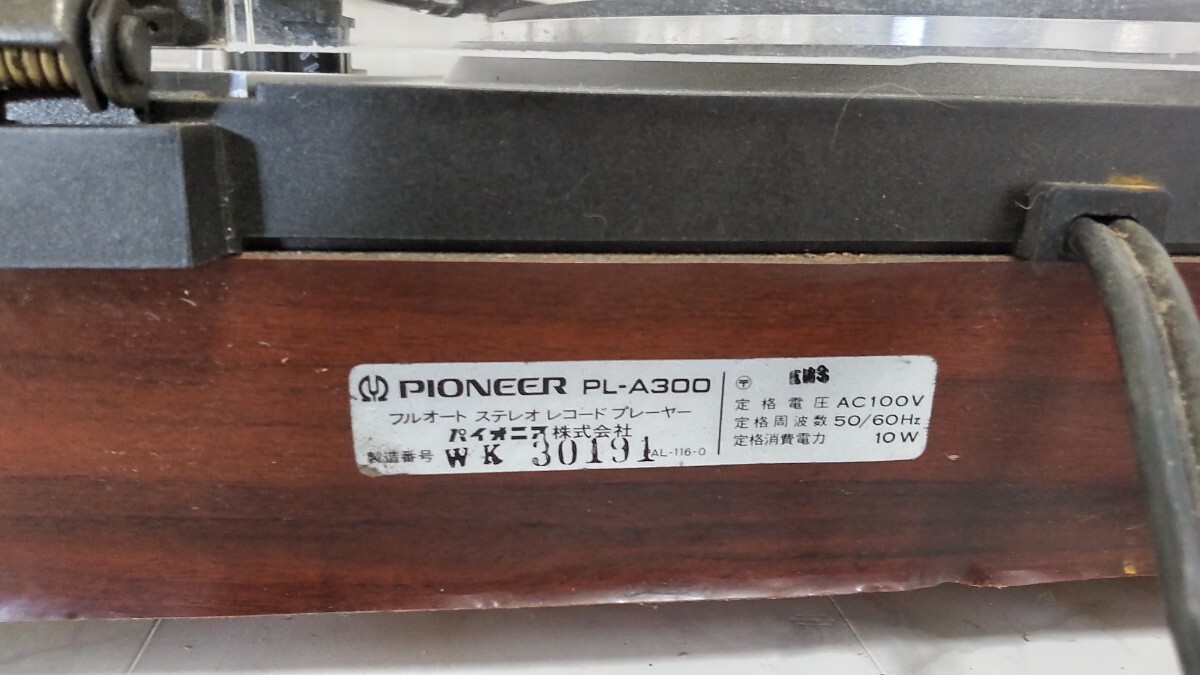 PIONEER PL-A300
フルオート ステレオ レコード プレーヤー
パイオニア株式会社
製造番号 WK 30191 AL-116-0
〒
定格電圧 AC100V
定格周波数 50/60Hz
定格消費電力 10W